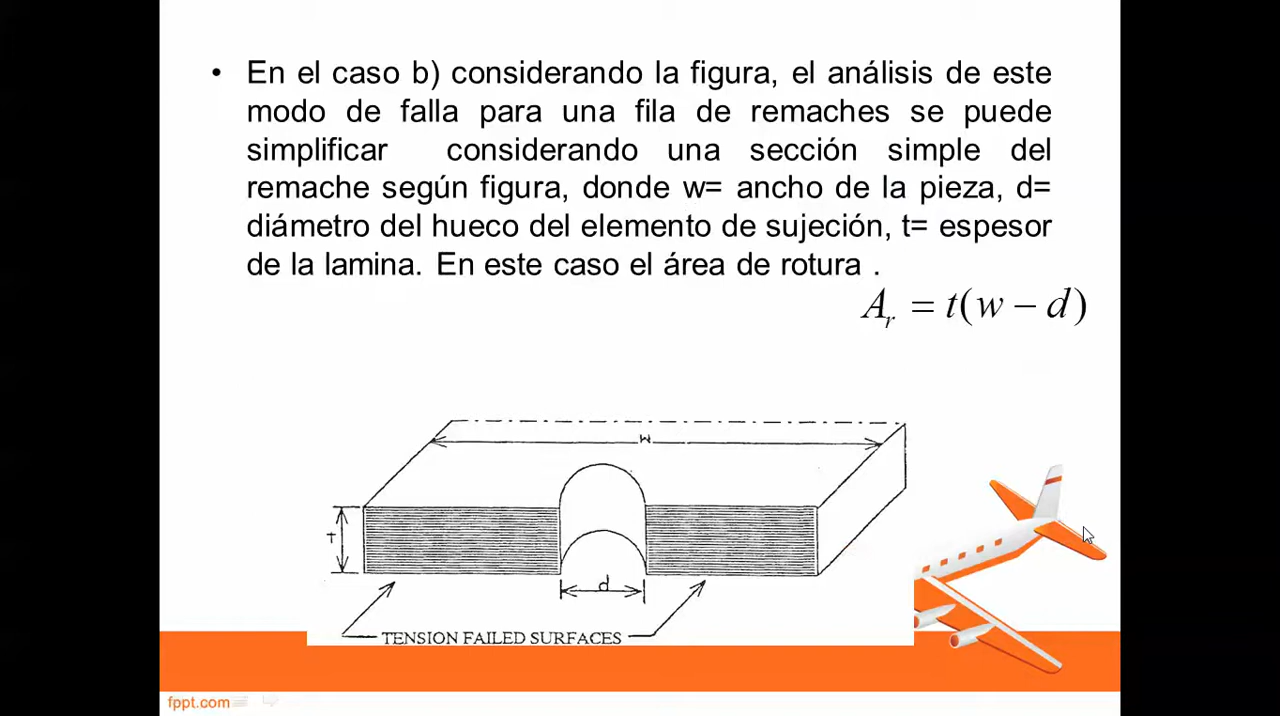 • En el caso b) considerando la figura, el análisis de este
modo de falla para una fila de remaches se puede
simplificar considerando una sección simple del
remache según figura, donde w= ancho de la pieza, d=
diámetro del hueco del elemento de sujeción, t= espesor
de la lamina. En este caso el área de rotura .
A_r = t(w − d)
w
t
d
TENSION FAILED SURFACES
fppt.com